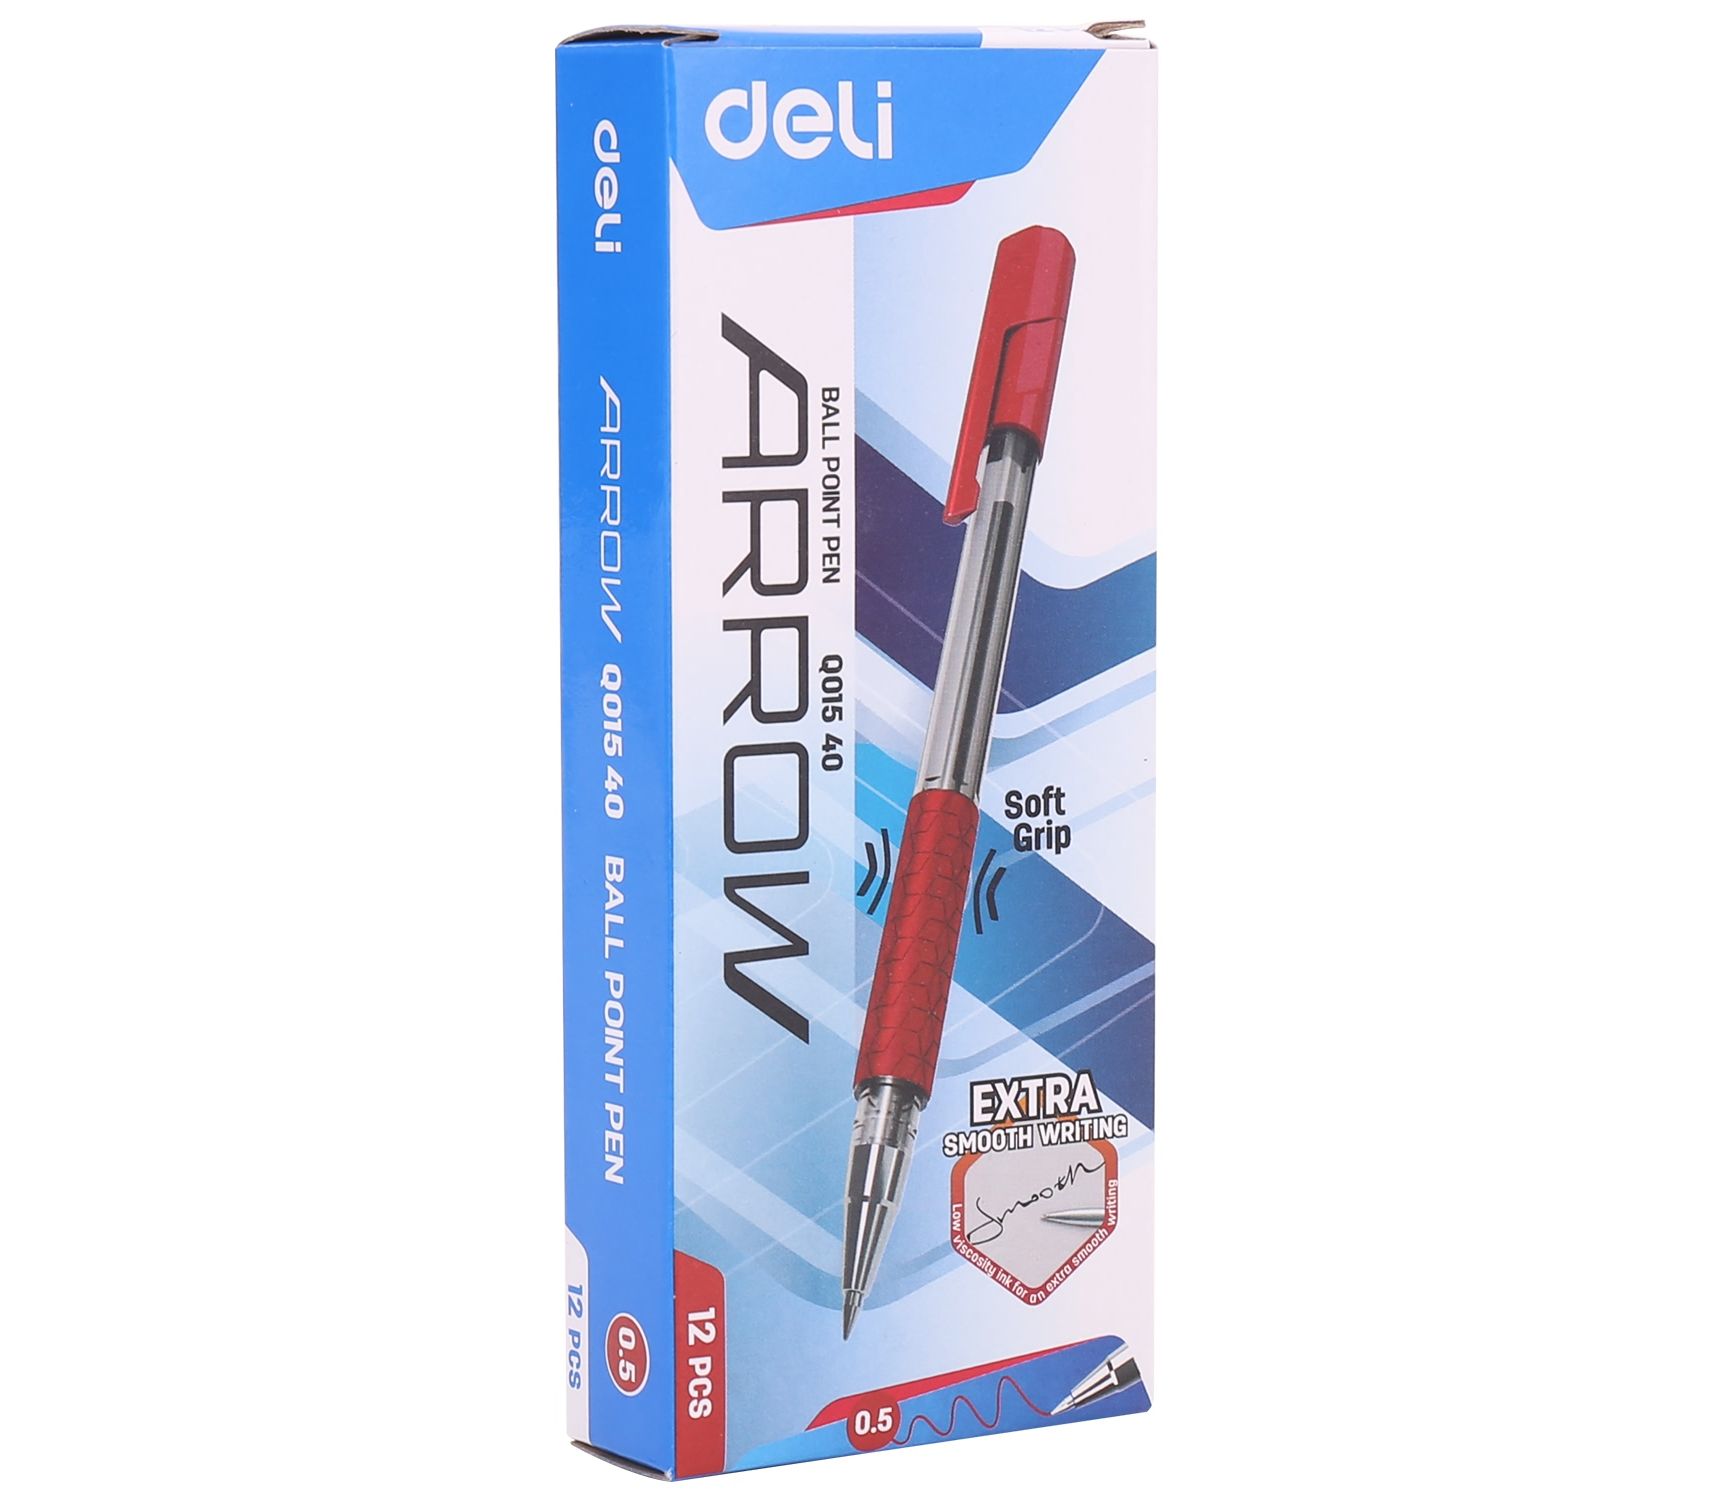 deli
ARROW
BALL POINT PEN Q015 40
Soft
Grip
EXTRA
SMOOTH WRITING
Smooth
Low viscosity ink for an extra smooth writing
12 PCS
0.5
deli
ARROW Q015 40 BALL POINT PEN
0.5
12 PCS